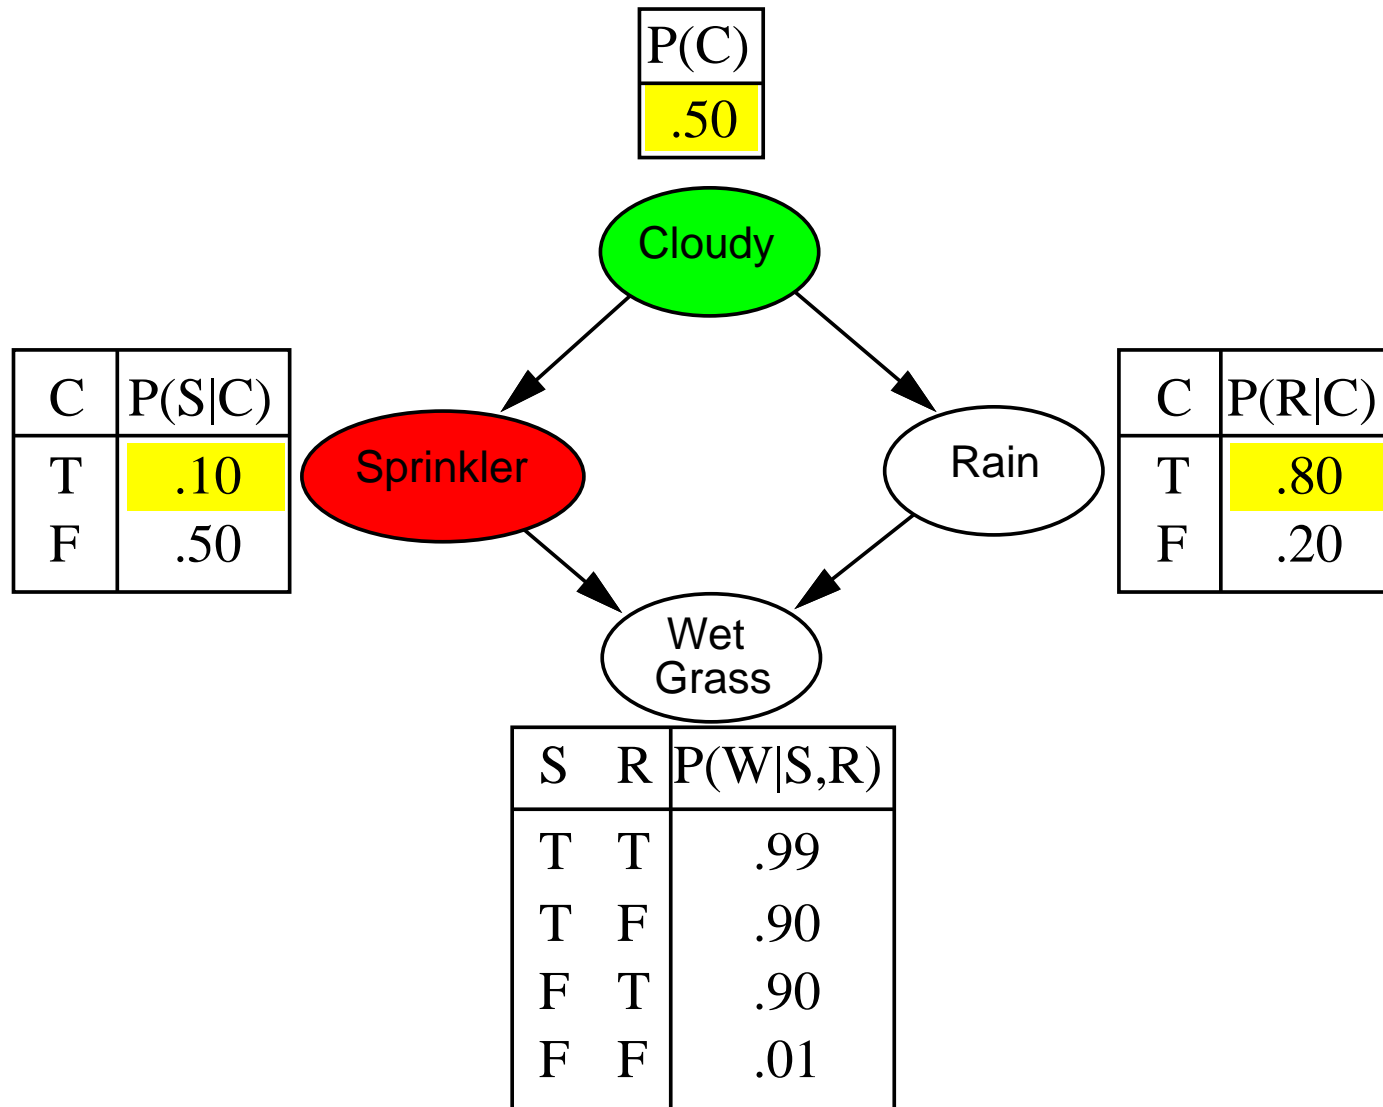 P(C)
.50
Cloudy
C P(S|C)
T .10
F .50
Sprinkler
Rain
C P(R|C)
T .80
F .20
Wet
Grass
S R P(W|S,R)
T T .99
T F .90
F T .90
F F .01